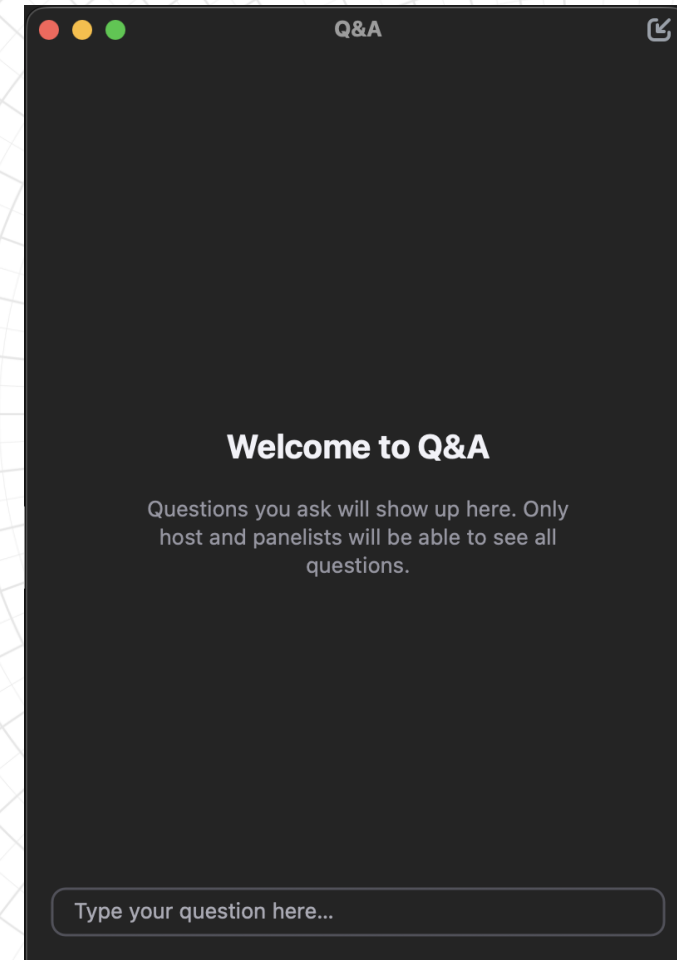 Q&A
Welcome to Q&A
Questions you ask will show up here. Only
host and panelists will be able to see all
questions.
Type your question here...